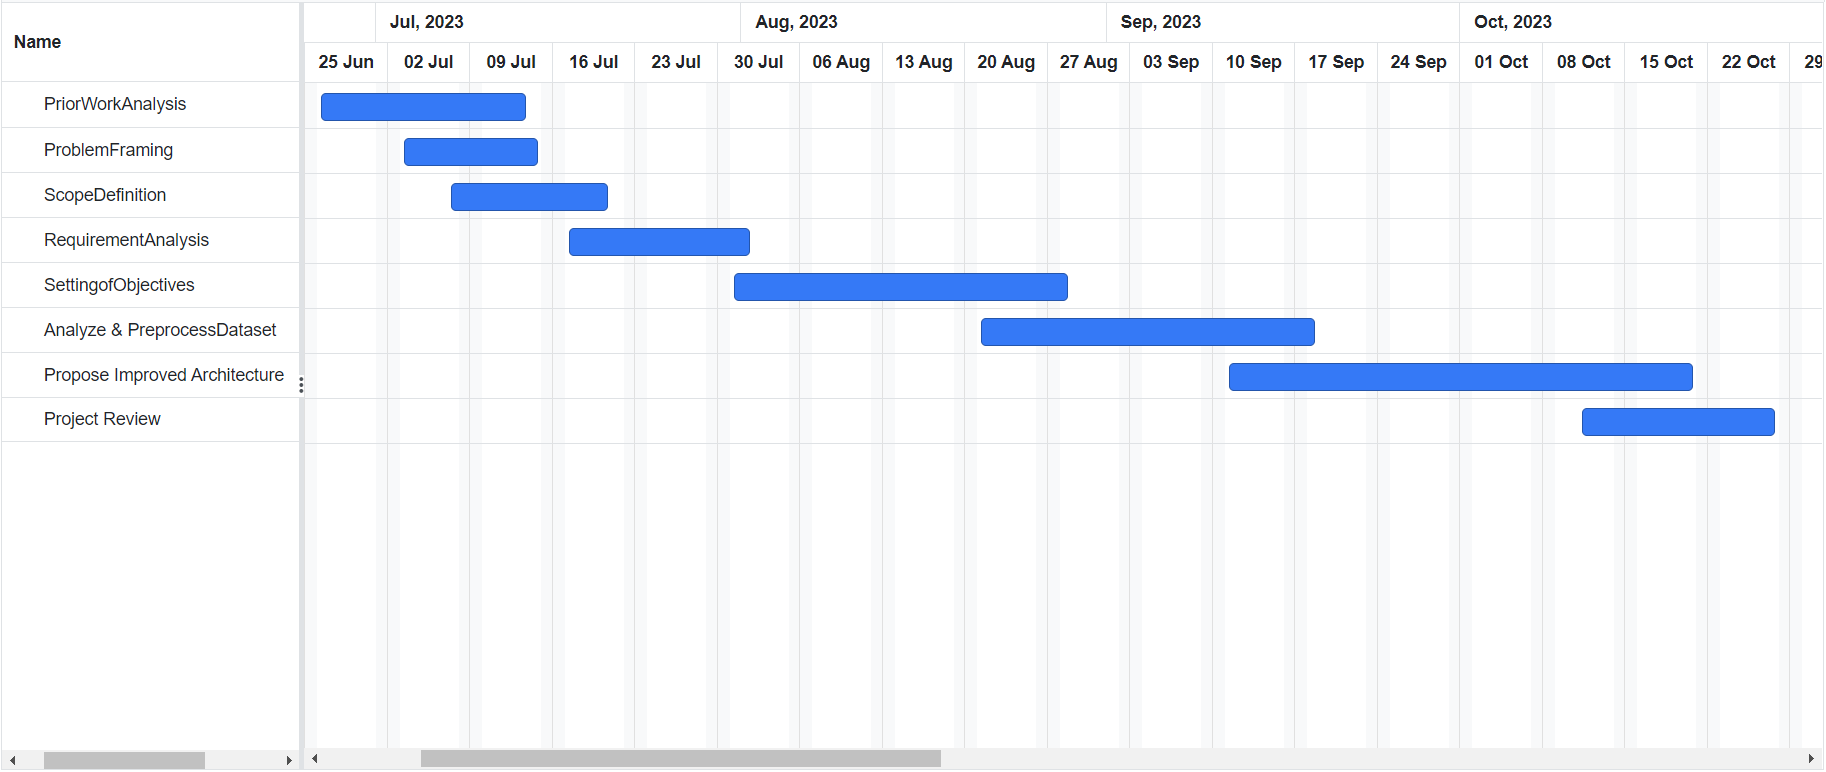 Name
Jul, 2023
Aug, 2023
Sep, 2023
Oct, 2023
25 Jun
02 Jul
09 Jul
16 Jul
23 Jul
30 Jul
06 Aug
13 Aug
20 Aug
27 Aug
03 Sep
10 Sep
17 Sep
24 Sep
01 Oct
08 Oct
15 Oct
22 Oct
29
PriorWorkAnalysis
ProblemFraming
ScopeDefinition
RequirementAnalysis
SettingofObjectives
Analyze & PreprocessDataset
Propose Improved Architecture
Project Review